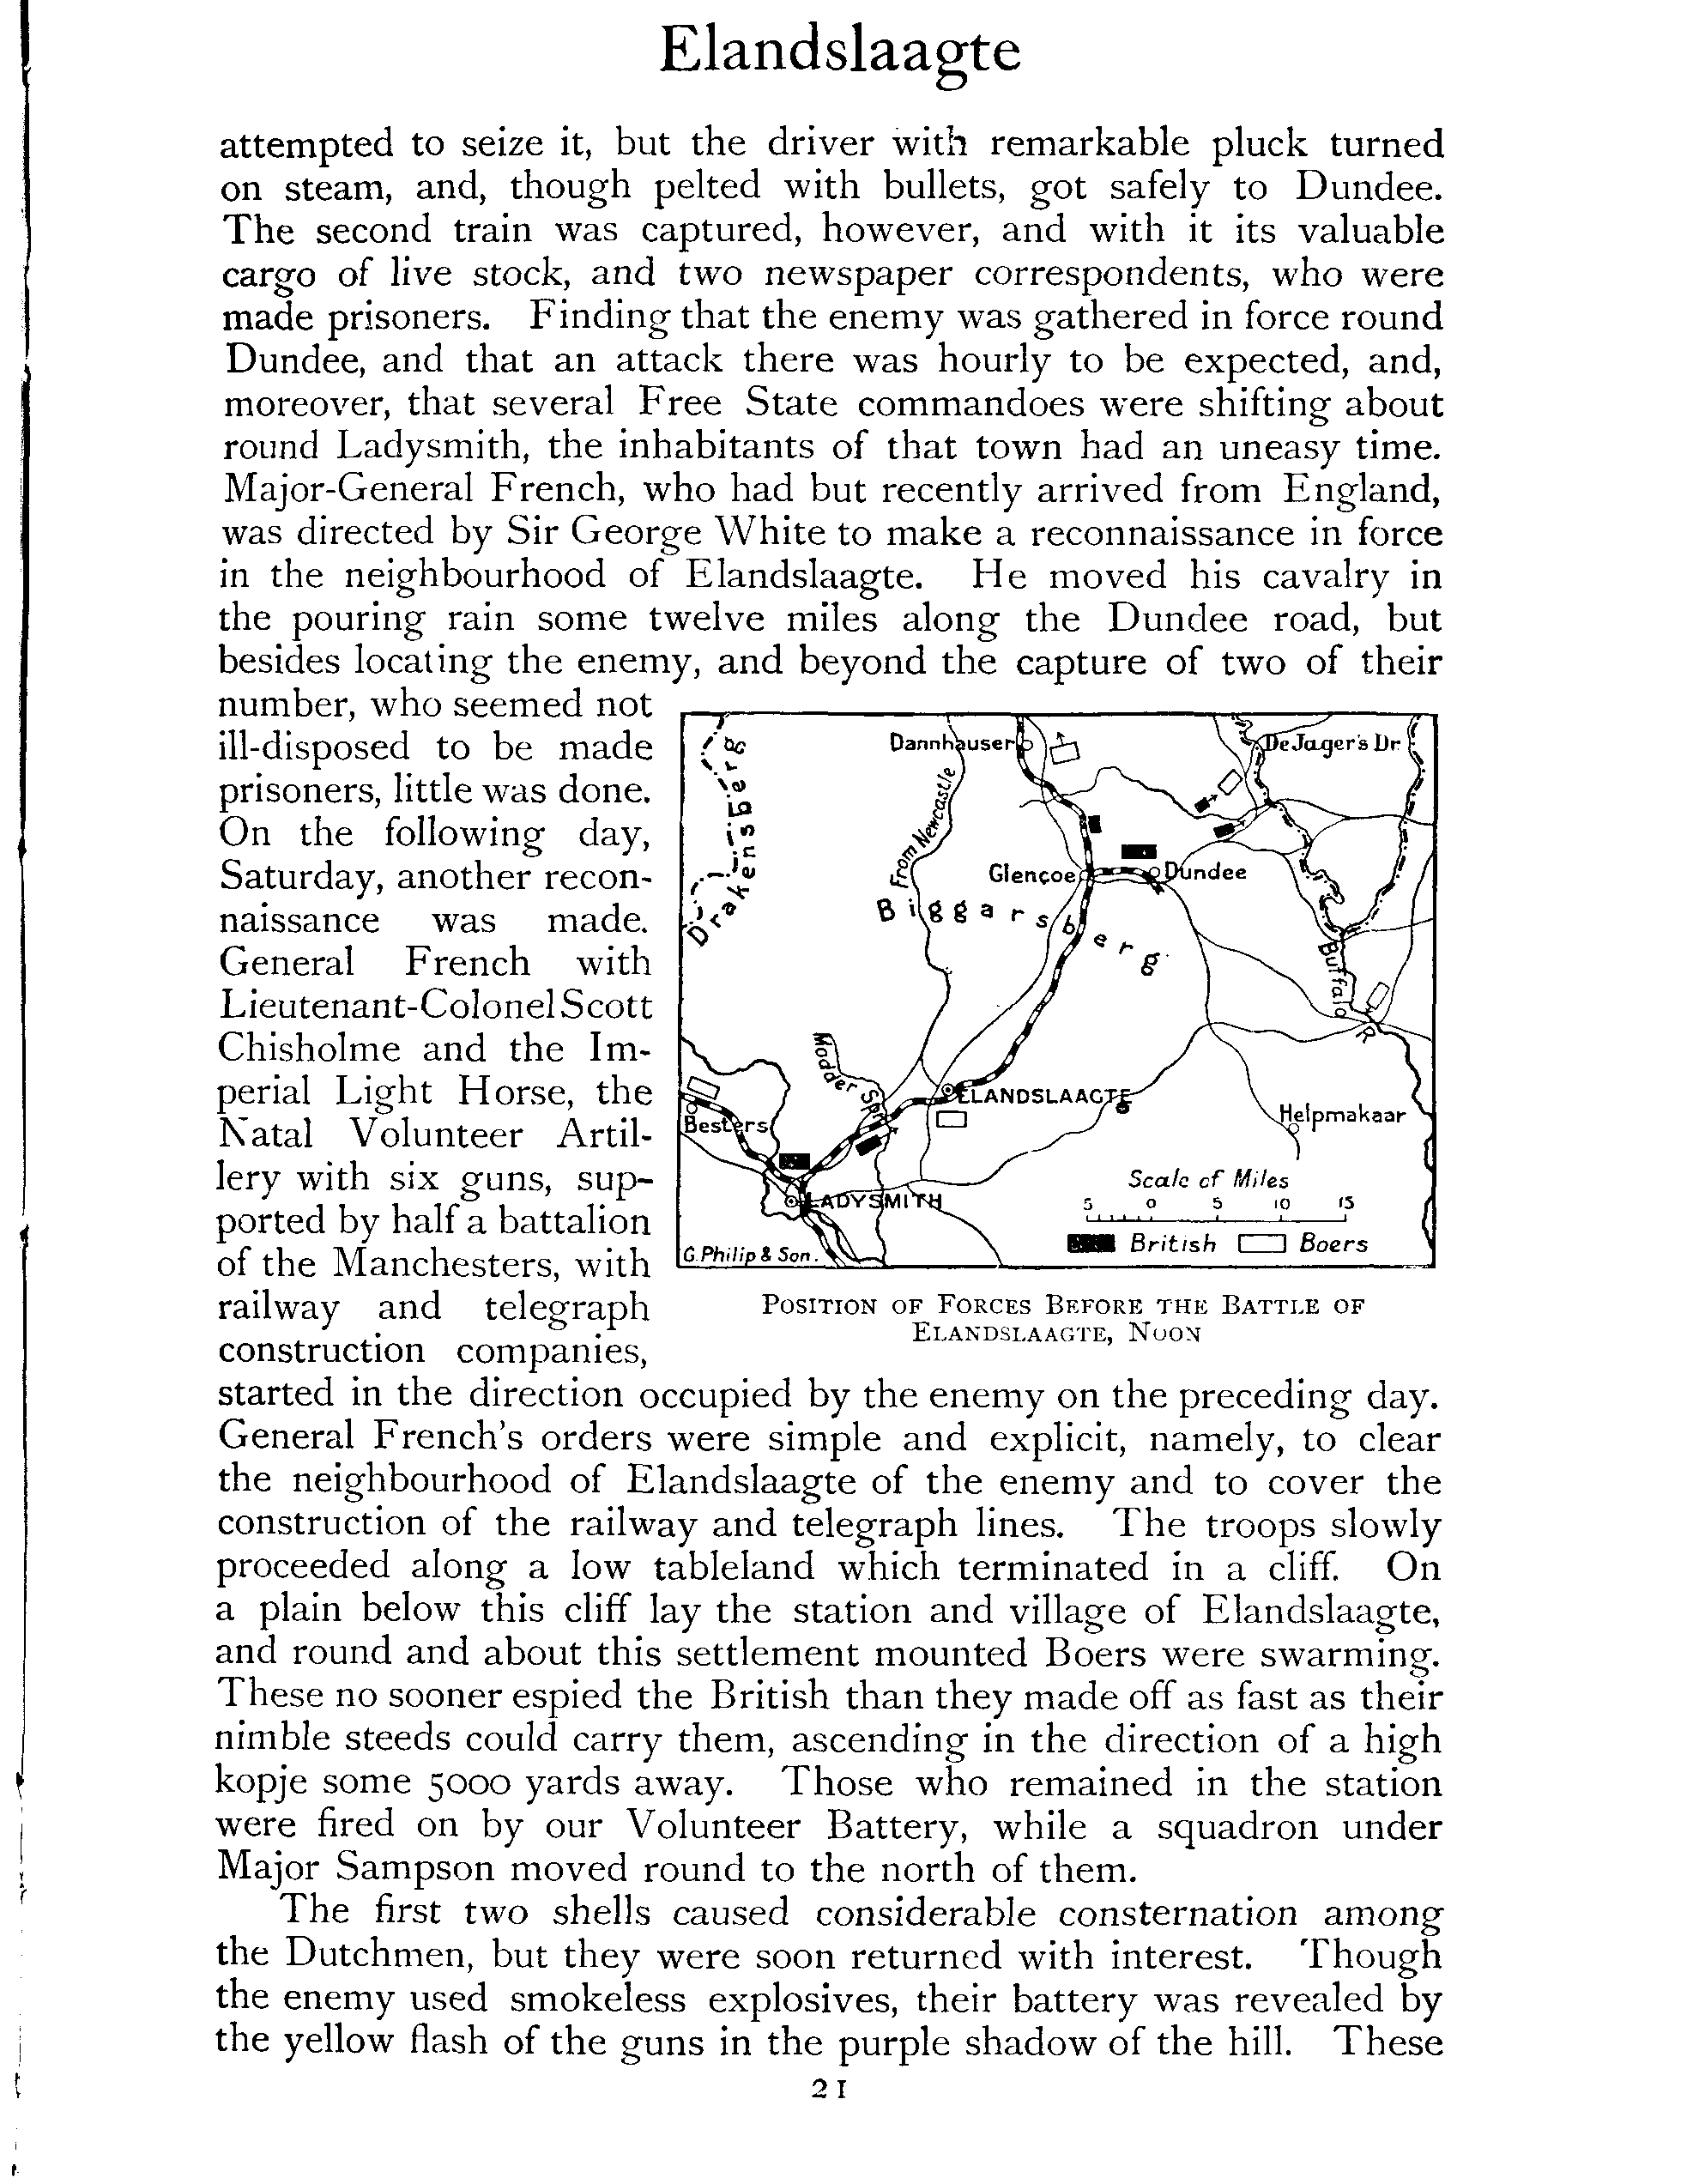 Elandslaagte
attempted to seize it, but the driver with remarkable pluck turned
on steam, and, though pelted with bullets, got safely to Dundee.
The second train was captured, however, and with it its valuable
cargo of live stock, and two newspaper correspondents, who were
made prisoners. Finding that the enemy was gathered in force round
Dundee, and that an attack there was hourly to be expected, and,
moreover, that several Free State commandoes were shifting about
round Ladysmith, the inhabitants of that town had an uneasy time.
Major-General French, who had but recently arrived from England,
was directed by Sir George White to make a reconnaissance in force
in the neighbourhood of Elandslaagte. He moved his cavalry in
the pouring rain some twelve miles along the Dundee road, but
besides locating the enemy, and beyond the capture of two of their
number, who seemed not
ill-disposed to be made
prisoners, little was done.
On the following day,
Saturday, another recon-
naissance was made.
General French with
Lieutenant-Colonel Scott
Chisholme and the Im-
perial Light Horse, the
Natal Volunteer Artil-
lery with six guns, sup-
ported by half a battalion
of the Manchesters, with
railway and telegraph
construction companies,
Drakensberg
Dannhauser
De Jager's Dr.
From Newcastle
Glencoe
Dundee
Biggarsberg
Buffalo R
Modder Spr
ELANDSLAAGTE
Besters
Helpmakaar
LADYSMITH
Scale of Miles
5 0 5 10 15
British Boers
G. Philip & Son.
POSITION OF FORCES BEFORE THE BATTLE OF
ELANDSLAAGTE, NOON
started in the direction occupied by the enemy on the preceding day.
General French's orders were simple and explicit, namely, to clear
the neighbourhood of Elandslaagte of the enemy and to cover the
construction of the railway and telegraph lines. The troops slowly
proceeded along a low tableland which terminated in a cliff. On
a plain below this cliff lay the station and village of Elandslaagte,
and round and about this settlement mounted Boers were swarming.
These no sooner espied the British than they made off as fast as their
nimble steeds could carry them, ascending in the direction of a high
kopje some 5000 yards away. Those who remained in the station
were fired on by our Volunteer Battery, while a squadron under
Major Sampson moved round to the north of them.
The first two shells caused considerable consternation among
the Dutchmen, but they were soon returned with interest. Though
the enemy used smokeless explosives, their battery was revealed by
the yellow flash of the guns in the purple shadow of the hill. These
21